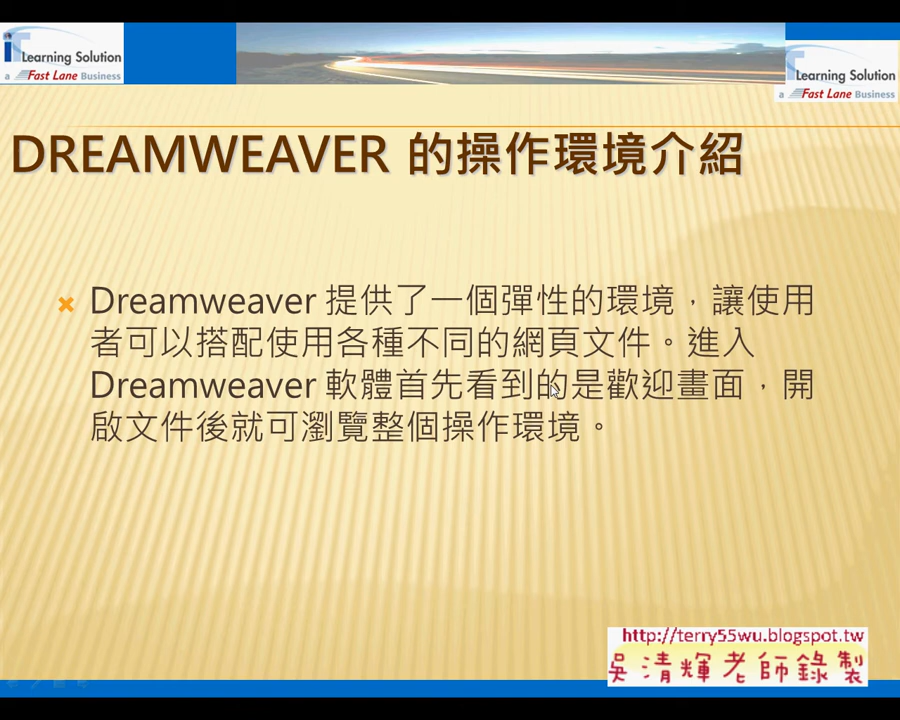 iT Learning Solution
a Fast Lane Business
iT Learning Solution
a Fast Lane Business
DREAMWEAVER 的操作環境介紹
Dreamweaver 提供了一個彈性的環境，讓使用
者可以搭配使用各種不同的網頁文件。進入
Dreamweaver 軟體首先看到的是歡迎畫面，開
啟文件後就可瀏覽整個操作環境。
http://terry55wu.blogspot.tw
吳清輝老師錄製